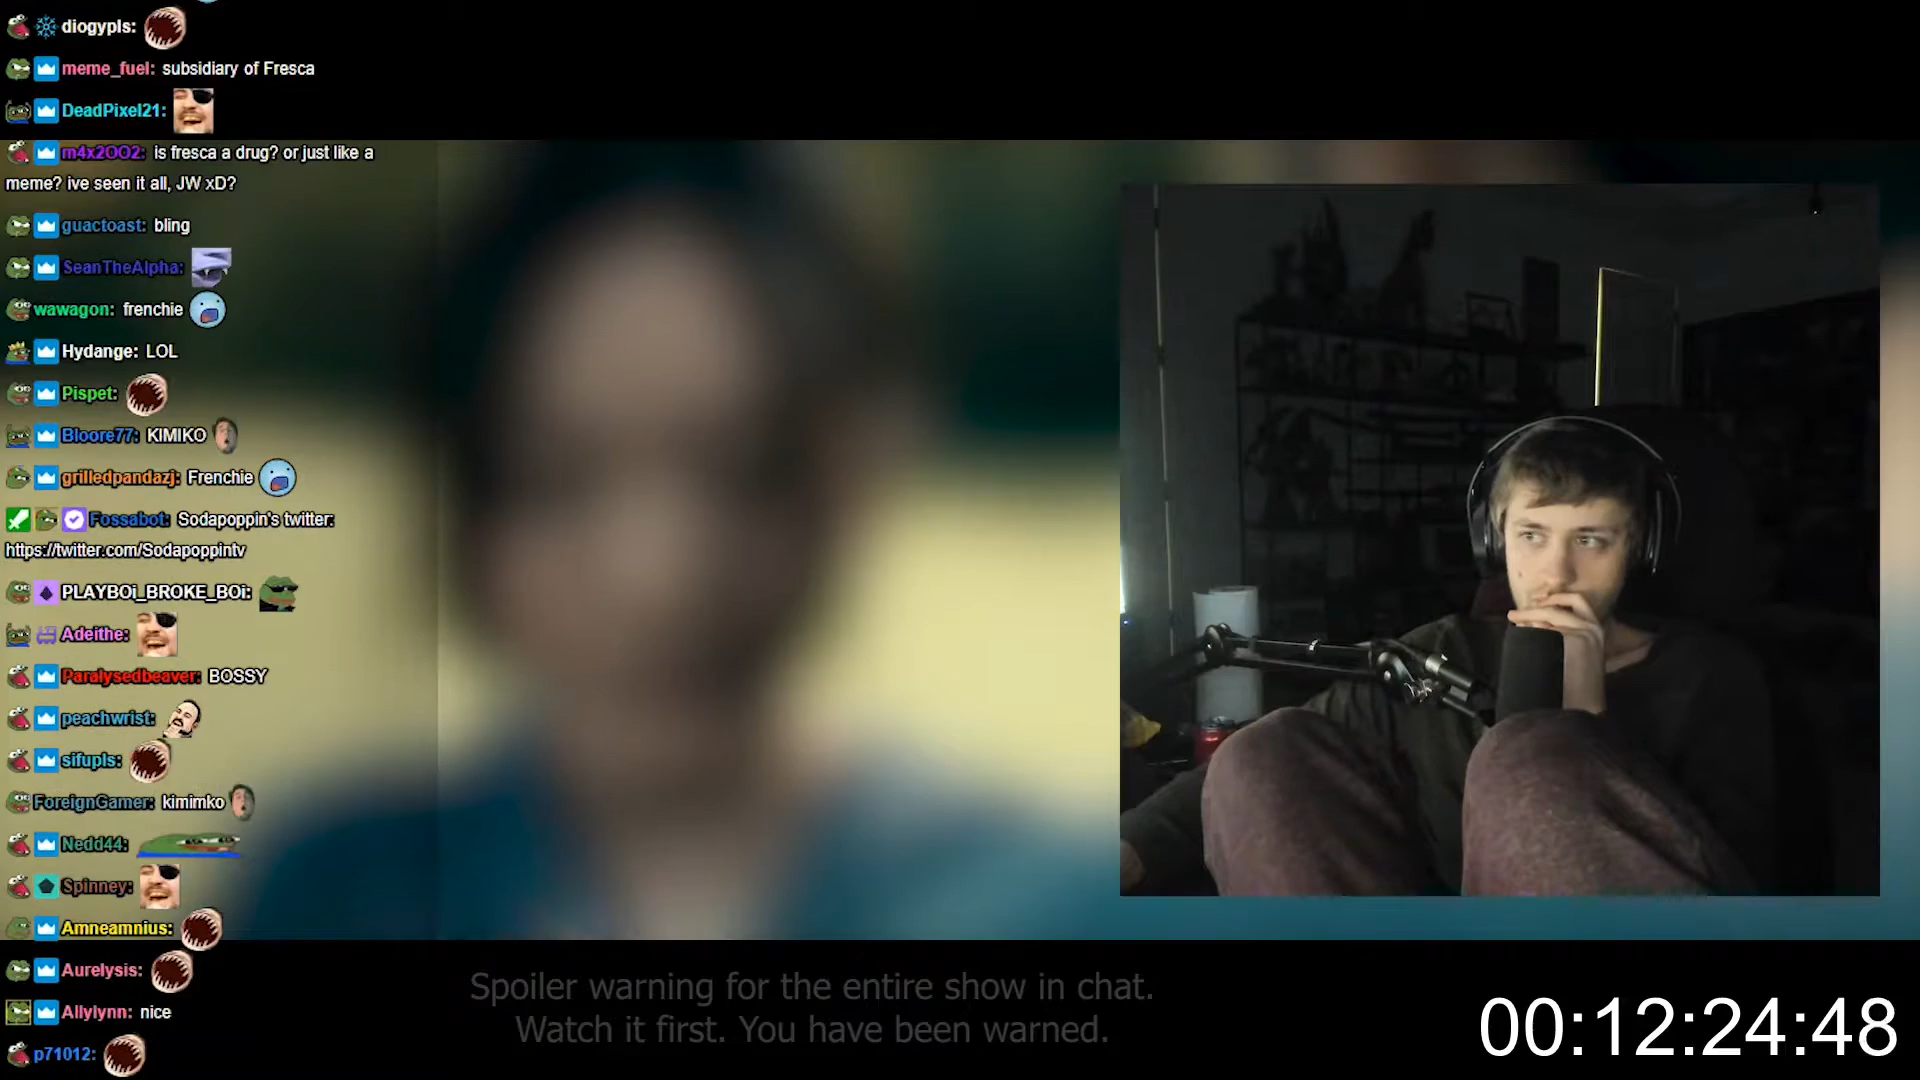 diogypls:
meme_fuel: subsidiary of Fresca
DeadPixel21:
m4x2OO2: is fresca a drug? or just like a
meme? ive seen it all, JW xD?
guactoast: bling
SeanTheAlpha:
wawagon: frenchie
Hydange: LOL
Pispet:
Bloore77: KIMIKO
grilledpandazj: Frenchie
Fossabot: Sodapoppin's twitter:
https://twitter.com/Sodapoppintv
PLAYBOi_BROKE_BOi:
Adeithe:
Paralysedbeaver: BOSSY
peachwrist:
sifupls:
ForeignGamer: kimimko
Nedd44:
Spinney:
Amneamnius:
Aurelysis:
Allylynn: nice
p71012:
Spoiler warning for the entire show in chat.
Watch it first. You have been warned.
00:12:24:48